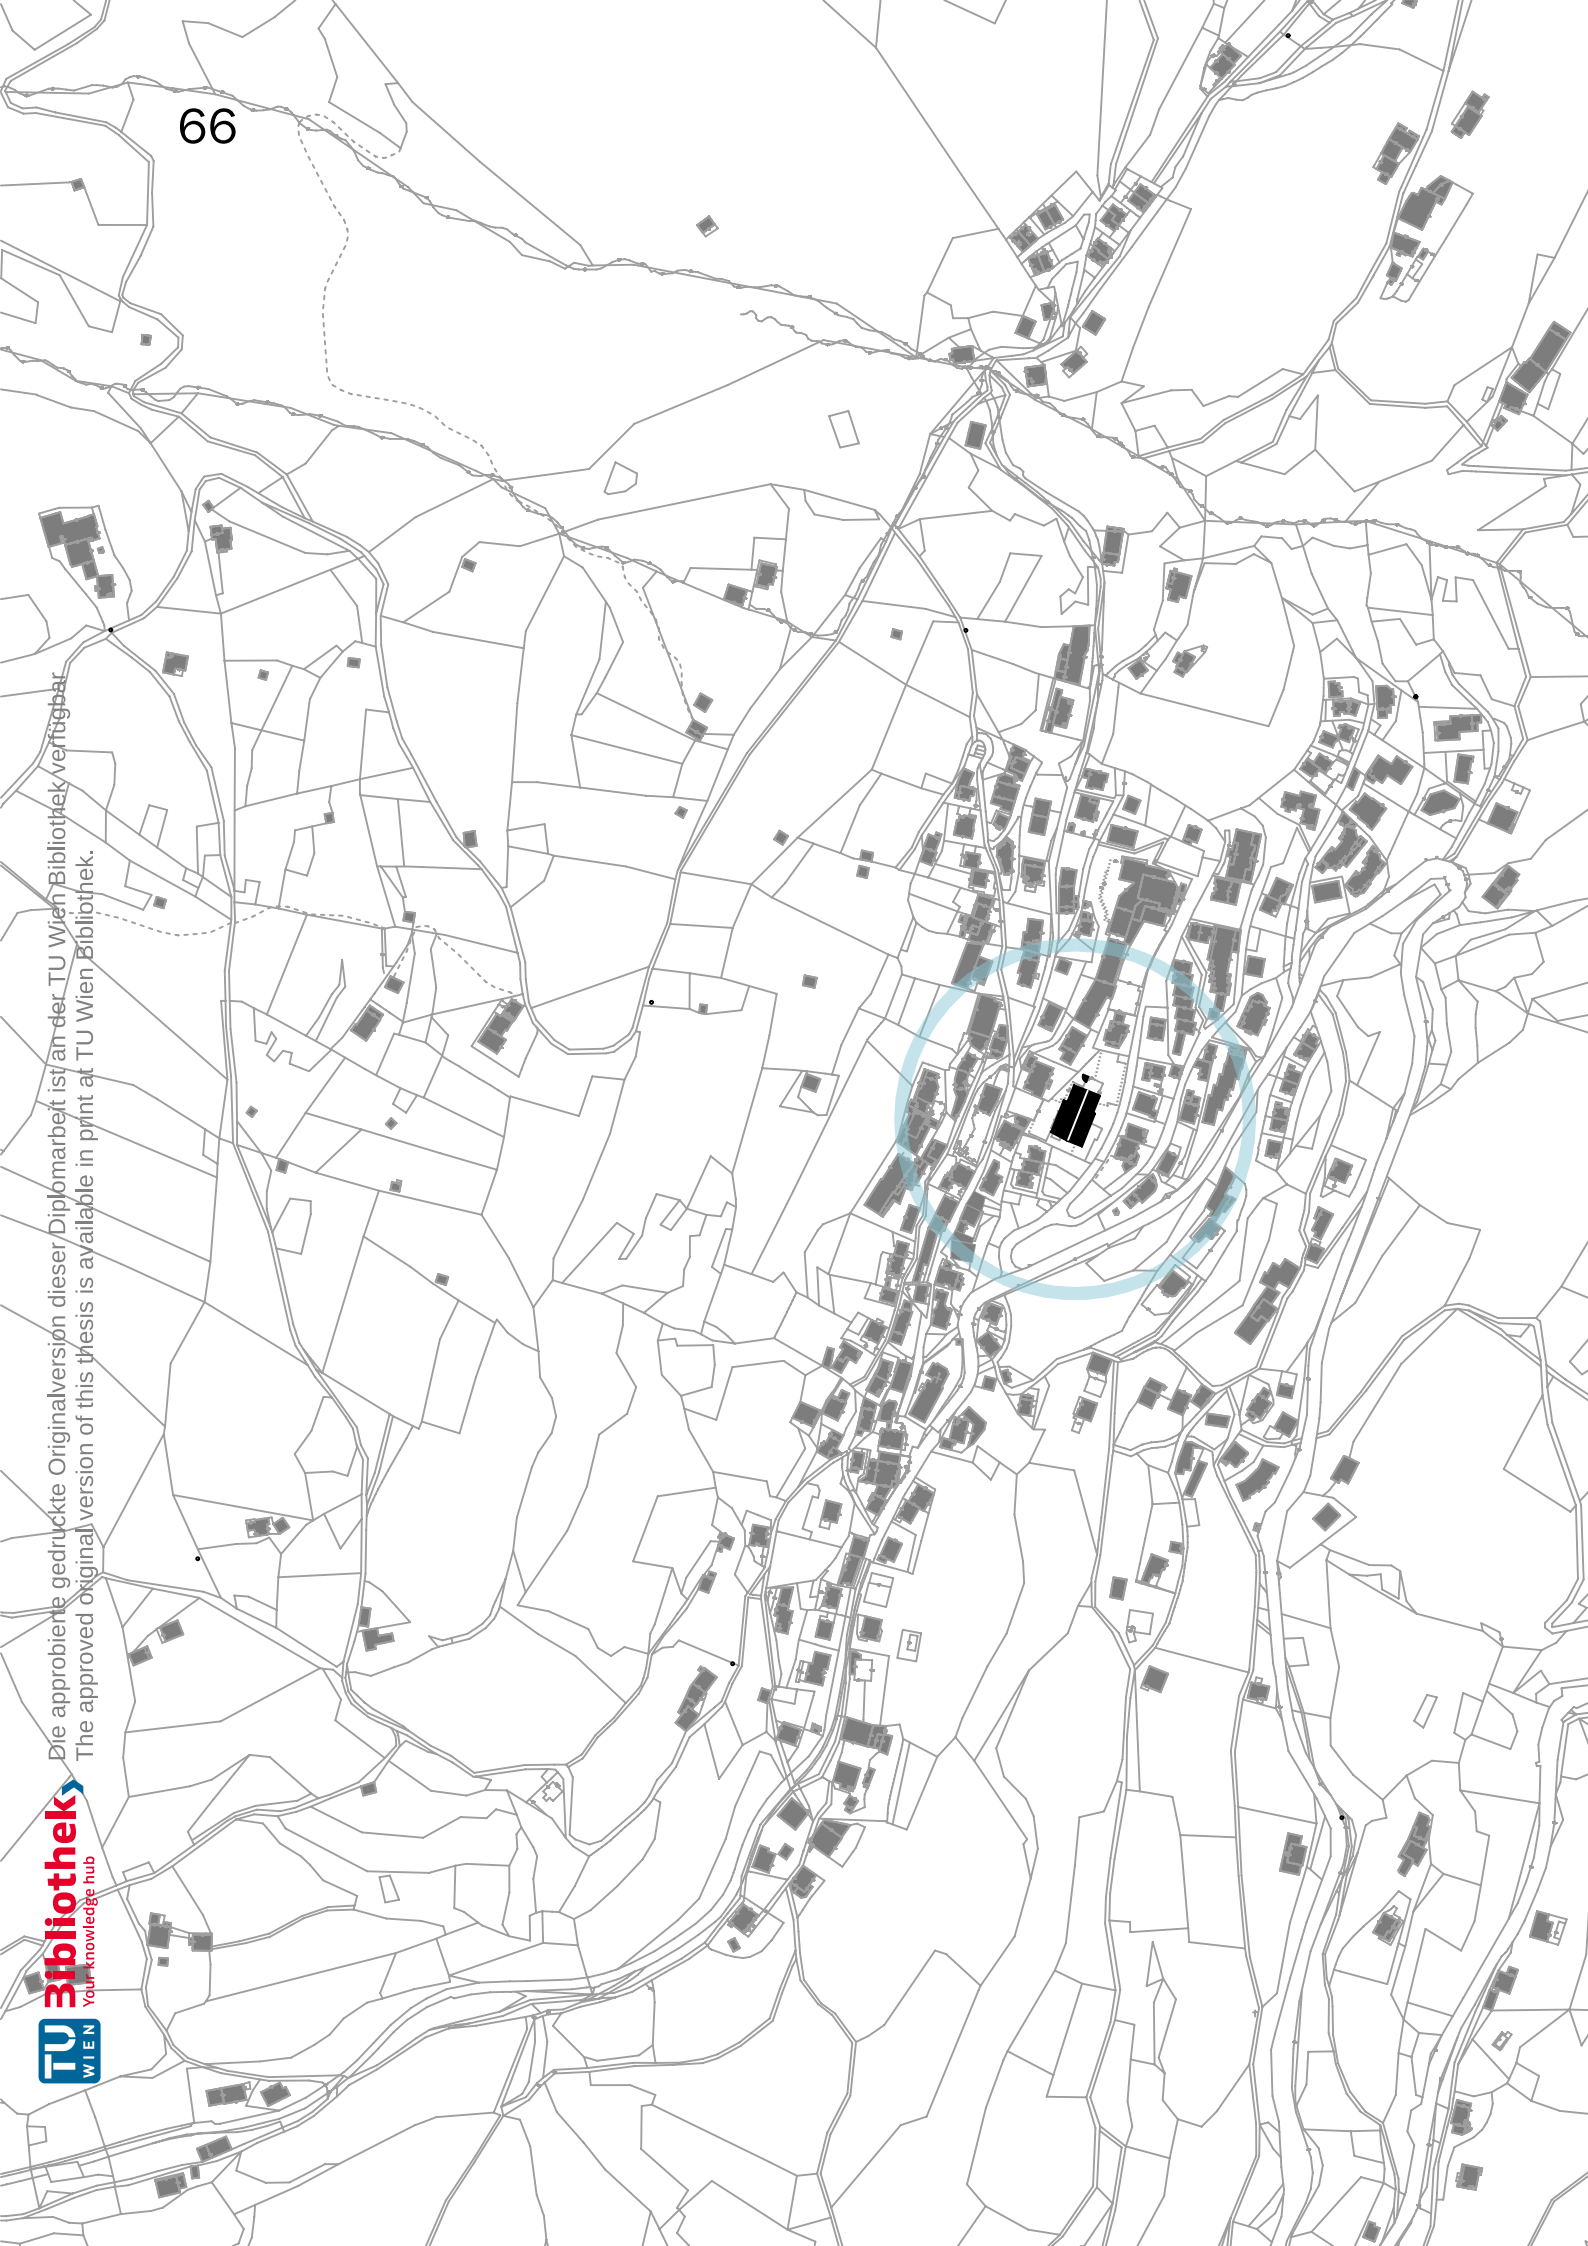 66
Die approbierte gedruckte Originalversion dieser Diplomarbeit ist an der TU Wien Bibliothek verfügbar
The approved original version of this thesis is available in print at TU Wien Bibliothek.
TU WIEN
Bibliothek
Your knowledge hub